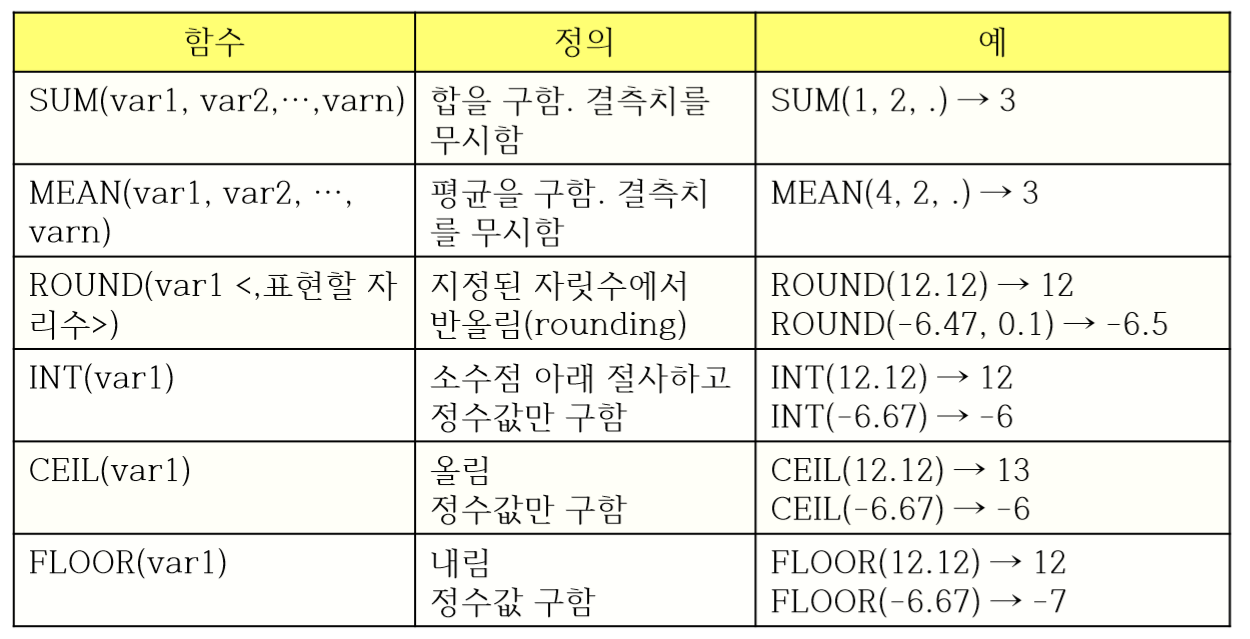 함수 정의 예
SUM(var1, var2,⋯,varn) 합을 구함. 결측치를 SUM(1, 2, .) → 3
무시함
MEAN(var1, var2, ⋯, 평균을 구함. 결측치 MEAN(4, 2, .) → 3
varn) 를 무시함
ROUND(var1 <,표현할 자 지정된 자릿수에서 ROUND(12.12) → 12
리수>) 반올림(rounding) ROUND(-6.47, 0.1) → -6.5
INT(var1) 소수점 아래 절사하고 INT(12.12) → 12
정수값만 구함 INT(-6.67) → -6
CEIL(var1) 올림 CEIL(12.12) → 13
정수값만 구함 CEIL(-6.67) → -6
FLOOR(var1) 내림 FLOOR(12.12) → 12
정수값 구함 FLOOR(-6.67) → -7